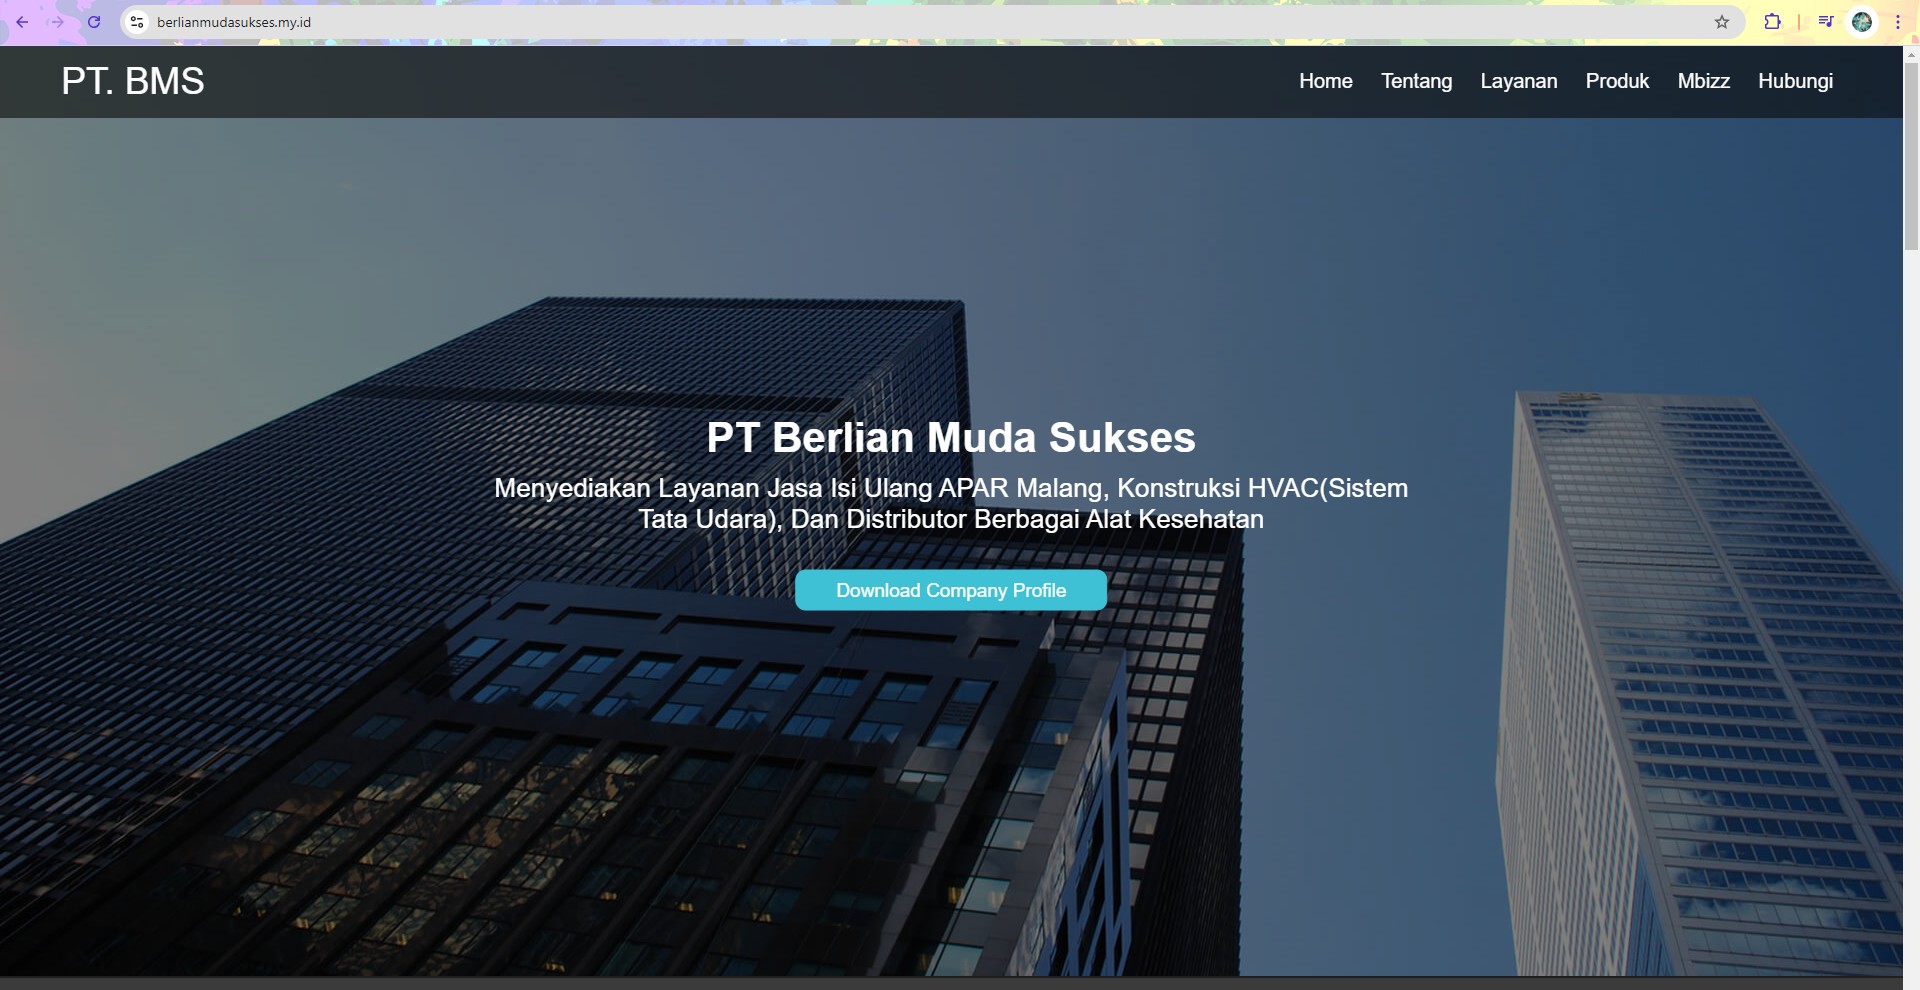 berlianmudasukses.my.id
PT. BMS
Home Tentang Layanan Produk Mbizz Hubungi
PT Berlian Muda Sukses
Menyediakan Layanan Jasa Isi Ulang APAR Malang, Konstruksi HVAC(Sistem
Tata Udara), Dan Distributor Berbagai Alat Kesehatan
Download Company Profile